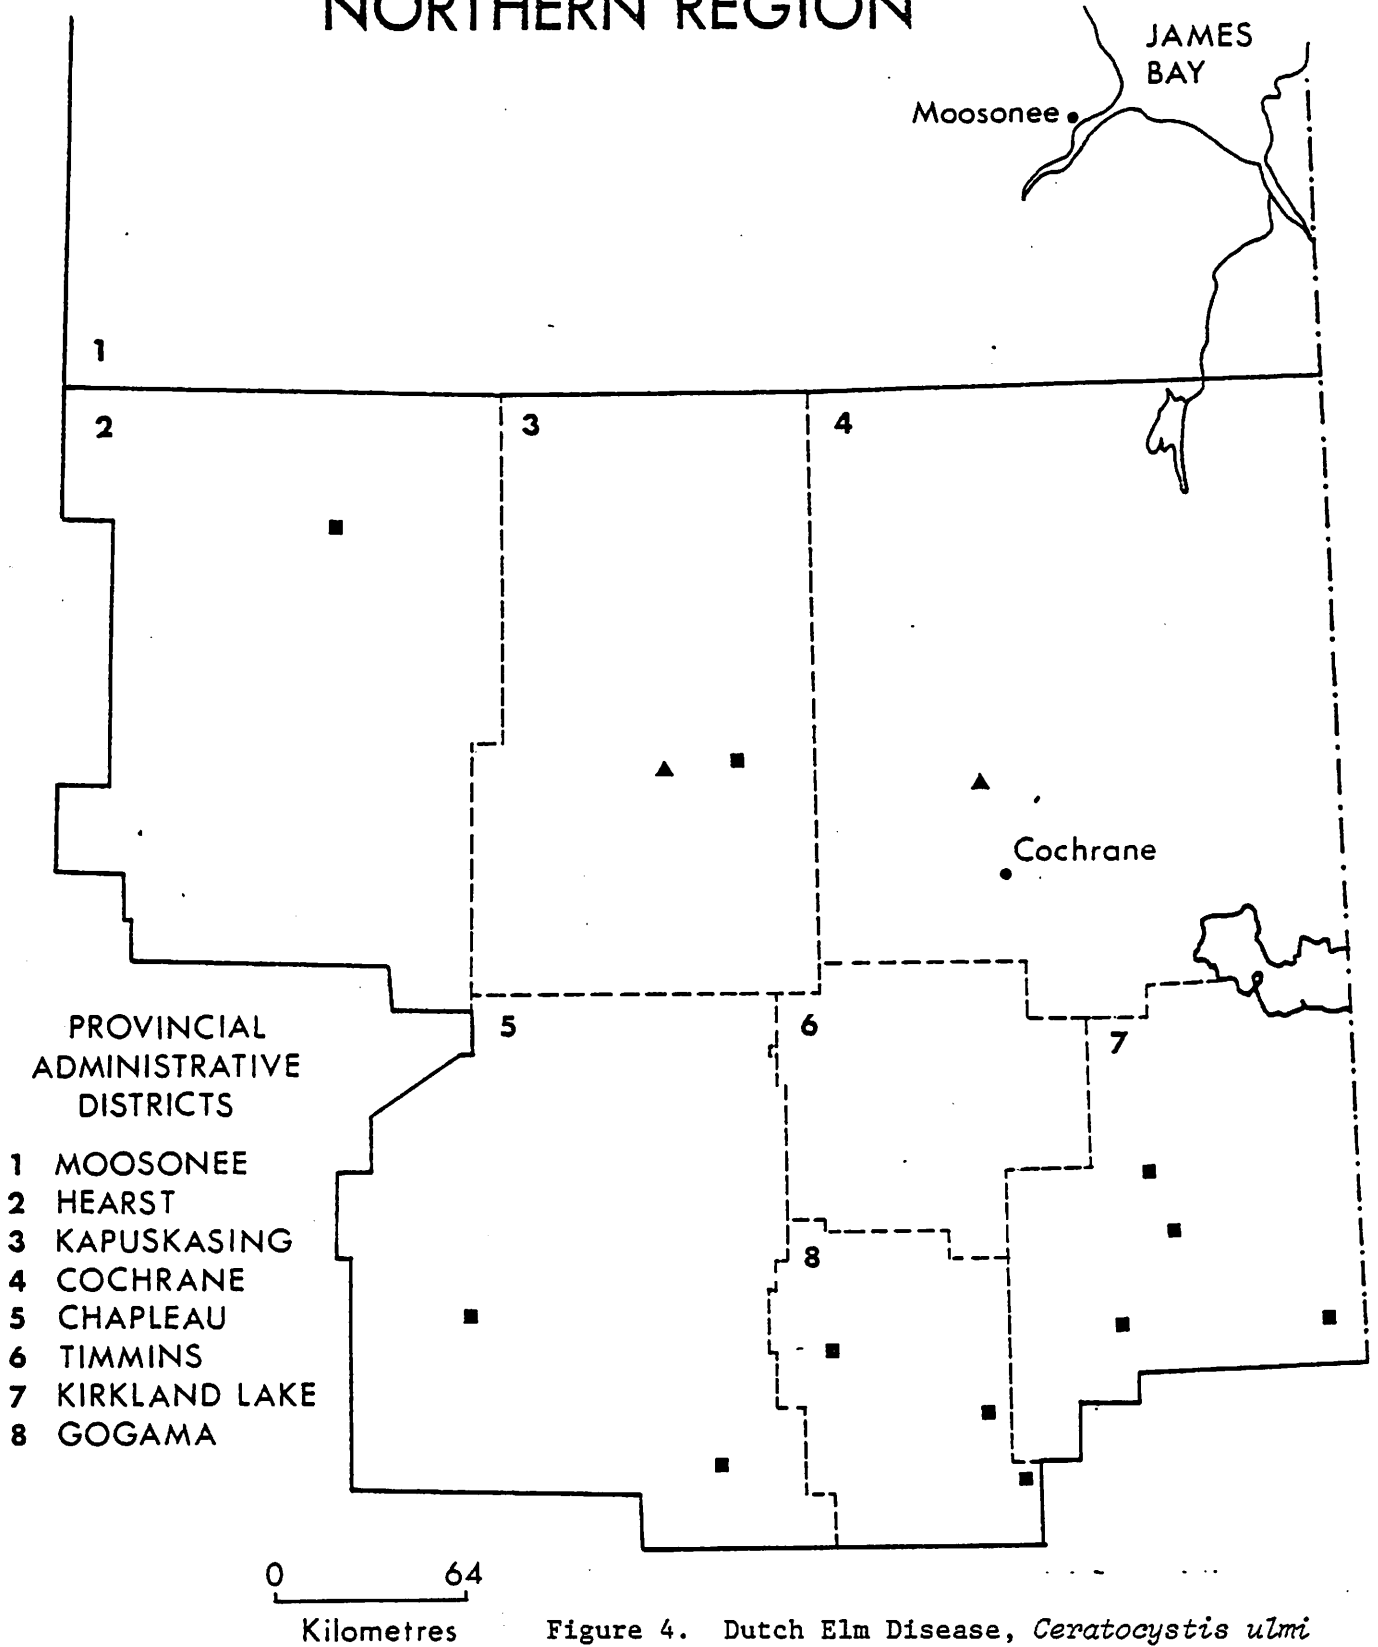 NORTHERN REGION
JAMES
BAY
Moosonee
1
2
3
4
Cochrane
5
6
7
8
PROVINCIAL
ADMINISTRATIVE
DISTRICTS
1 MOOSONEE
2 HEARST
3 KAPUSKASING
4 COCHRANE
5 CHAPLEAU
6 TIMMINS
7 KIRKLAND LAKE
8 GOGAMA
0 64
Kilometres
Figure 4. Dutch Elm Disease, Ceratocystis ulmi